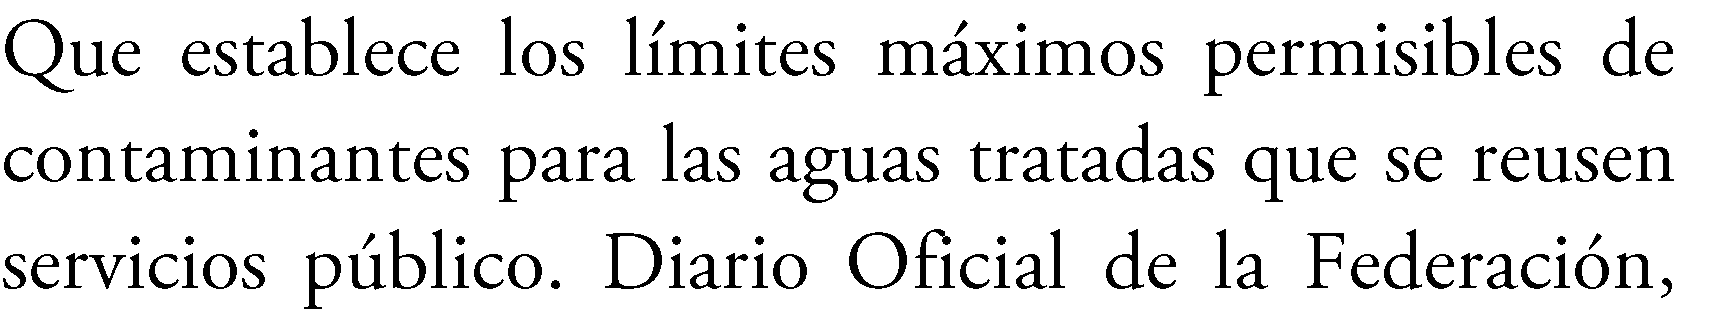 Que establece los límites máximos permisibles de
contaminantes para las aguas tratadas que se reusen
servicios público. Diario Oficial de la Federación,